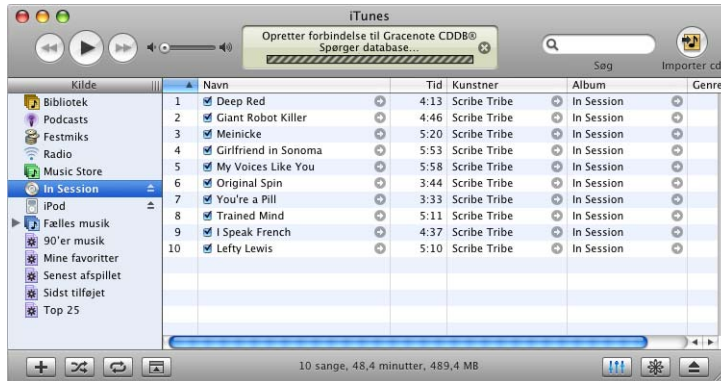 iTunes
Opretter forbindelse til Gracenote CDDB®
Spørger database...
Søg
Importer cd
Kilde
Navn Tid Kunstner Album Genre
Bibliotek
Podcasts
Festmiks
Radio
Music Store
In Session
iPod
Fælles musik
90'er musik
Mine favoritter
Senest afspillet
Sidst tilføjet
Top 25
1 Deep Red 4:13 Scribe Tribe In Session
2 Giant Robot Killer 4:46 Scribe Tribe In Session
3 Meinicke 5:20 Scribe Tribe In Session
4 Girlfriend in Sonoma 5:53 Scribe Tribe In Session
5 My Voices Like You 5:58 Scribe Tribe In Session
6 Original Spin 3:44 Scribe Tribe In Session
7 You're a Pill 3:33 Scribe Tribe In Session
8 Trained Mind 5:11 Scribe Tribe In Session
9 I Speak French 4:37 Scribe Tribe In Session
10 Lefty Lewis 5:10 Scribe Tribe In Session
10 sange, 48,4 minutter, 489,4 MB